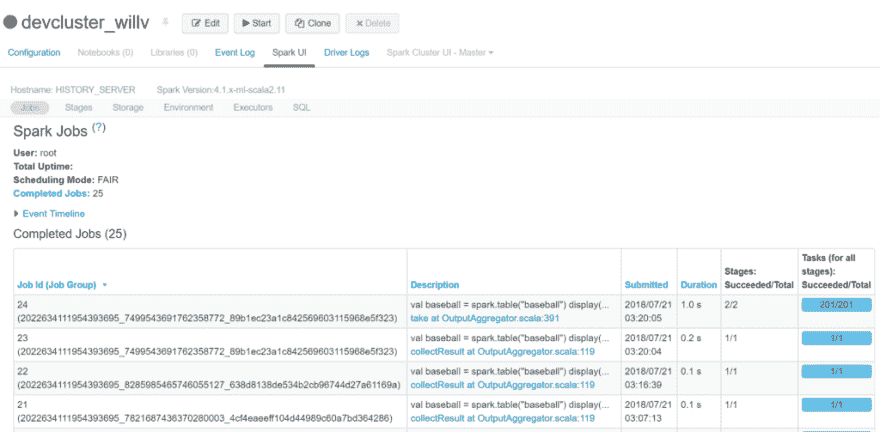 devcluster_willv Edit Start Clone Delete
Configuration Notebooks (0) Libraries (0) Event Log Spark UI Driver Logs Spark Cluster UI - Master
Hostname: HISTORY_SERVER Spark Version:4.1.x-ml-scala2.11
Jobs Stages Storage Environment Executors SQL
Spark Jobs (?)
User: root
Total Uptime:
Scheduling Mode: FAIR
Completed Jobs: 25
Event Timeline
Completed Jobs (25)
Job Id (Job Group) Description Submitted Duration Stages: Succeeded/Total Tasks (for all stages): Succeeded/Total
24 val baseball = spark.table("baseball") display(... 2018/07/21 1.0 s 2/2 201/201
(2022634111954393695_7499543691762358772_89b1ec23a1c842569603115968e5f323) take at OutputAggregator.scala:391 03:20:05
23 val baseball = spark.table("baseball") display(... 2018/07/21 0.2 s 1/1 1/1
(2022634111954393695_7499543691762358772_89b1ec23a1c842569603115968e5f323) collectResult at OutputAggregator.scala:119 03:20:04
22 val baseball = spark.table("baseball") display(... 2018/07/21 0.1 s 1/1 1/1
(2022634111954393695_8285985465746055127_638d8138de534b2cb96744d27a61169a) collectResult at OutputAggregator.scala:119 03:16:39
21 val baseball = spark.table("baseball") display(... 2018/07/21 0.1 s 1/1 1/1
(2022634111954393695_7821687436370280003_4cf4eaeeff104d44989c60a7bd364286) collectResult at OutputAggregator.scala:119 03:07:13